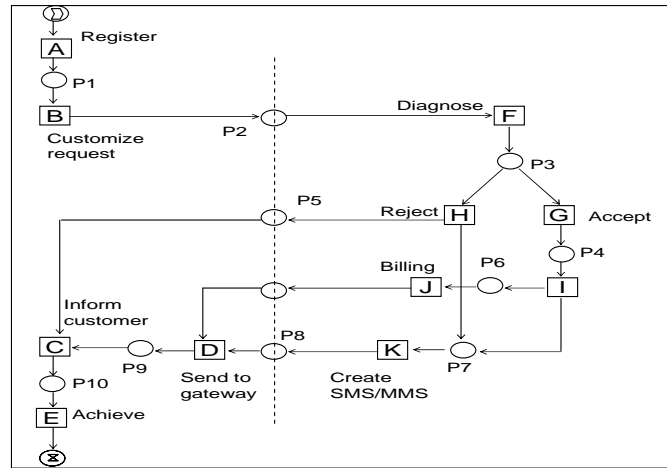 Register
A
P1
B
Customize
request
P2
Diagnose
F
P3
P5
Reject
H
G
Accept
P4
P6
Billing
J
I
Inform
customer
C
P9
D
P8
K
P7
P10
Send to
gateway
Create
SMS/MMS
E
Achieve